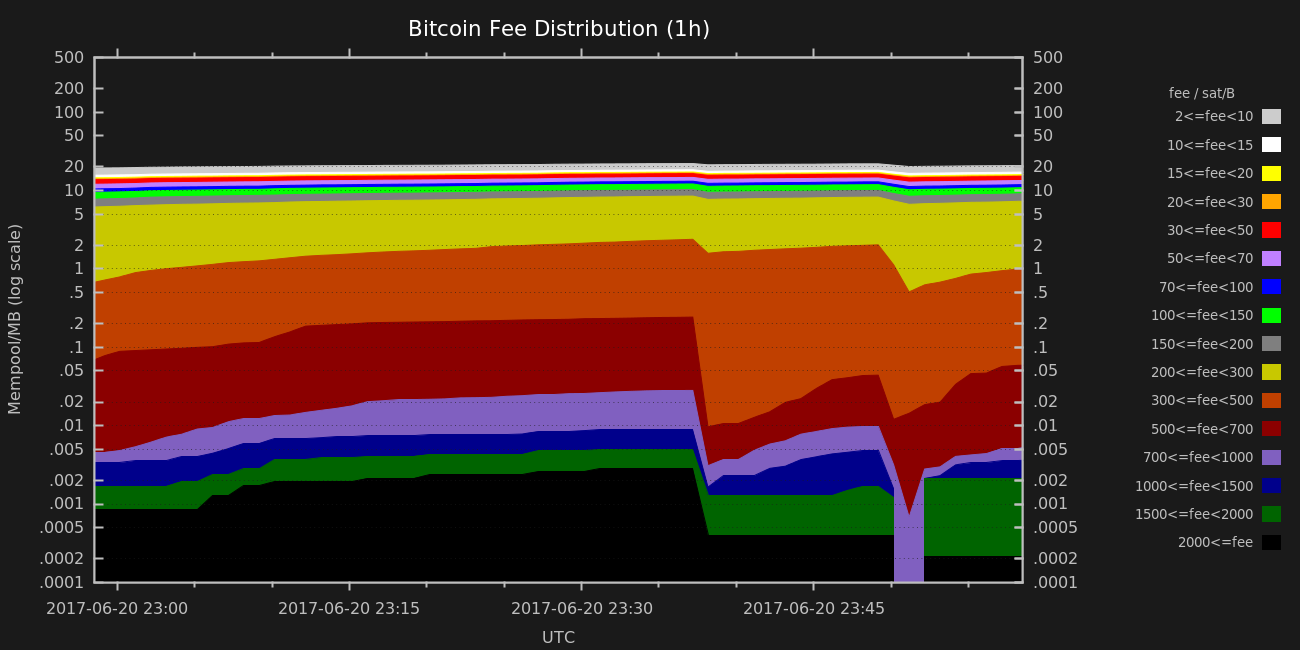 Bitcoin Fee Distribution (1h)
500 500
200 200
100 100
50 50
20 20
10 10
5 5
2 2
1 1
.5 .5
.2 .2
.1 .1
.05 .05
.02 .02
.01 .01
.005 .005
.002 .002
.001 .001
.0005 .0005
.0002 .0002
.0001 .0001
Mempool/MB (log scale)
2017-06-20 23:00 2017-06-20 23:15 2017-06-20 23:30 2017-06-20 23:45
UTC
fee / sat/B
2<=fee<10
10<=fee<15
15<=fee<20
20<=fee<30
30<=fee<50
50<=fee<70
70<=fee<100
100<=fee<150
150<=fee<200
200<=fee<300
300<=fee<500
500<=fee<700
700<=fee<1000
1000<=fee<1500
1500<=fee<2000
2000<=fee